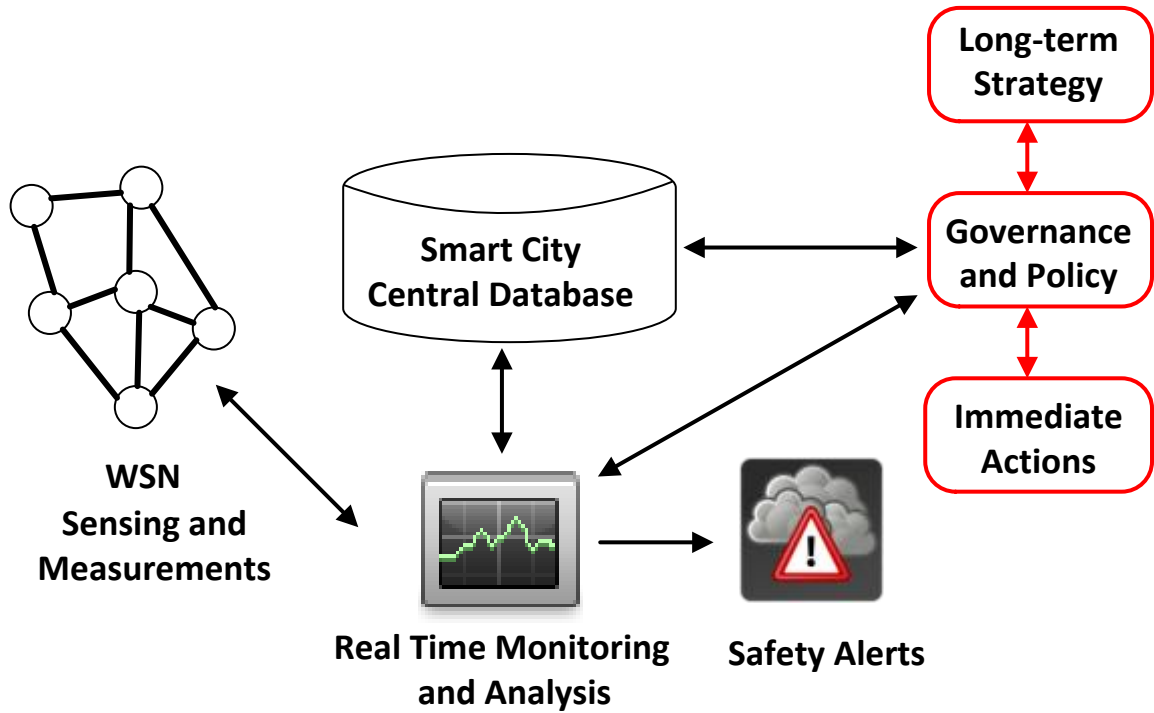 Long-term
Strategy
Smart City
Central Database
Governance
and Policy
Immediate
Actions
WSN
Sensing and
Measurements
!
Real Time Monitoring
and Analysis
Safety Alerts